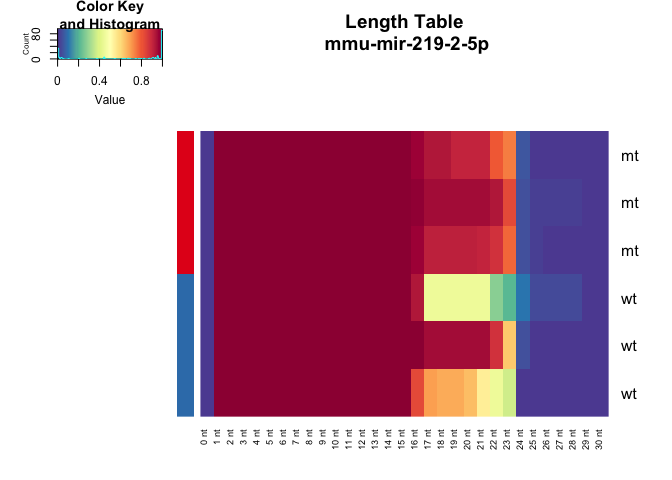 Color Key
and Histogram
Count
0 80
0 0.4 0.8
Value
Length Table
mmu-mir-219-2-5p
mt
mt
mt
wt
wt
wt
0 nt 1 nt 2 nt 3 nt 4 nt 5 nt 6 nt 7 nt 8 nt 9 nt 10 nt 11 nt 12 nt 13 nt 14 nt 15 nt 16 nt 17 nt 18 nt 19 nt 20 nt 21 nt 22 nt 23 nt 24 nt 25 nt 26 nt 27 nt 28 nt 29 nt 30 nt